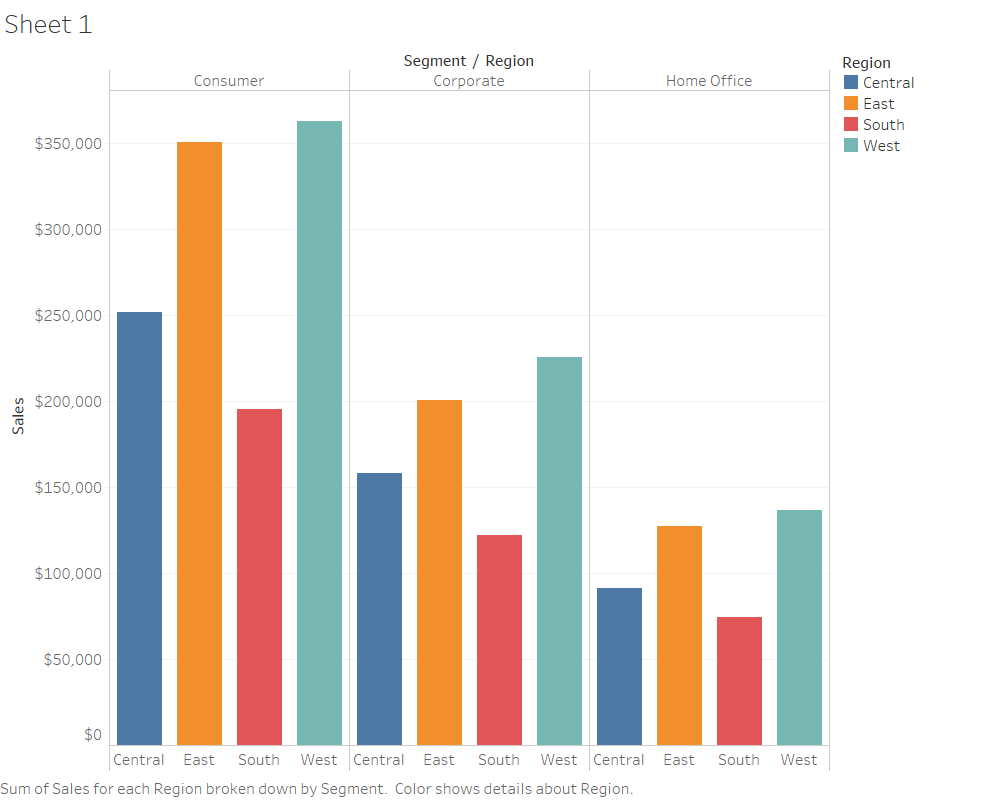 Sheet 1
Segment / Region
Consumer Corporate Home Office
$350,000
$300,000
$250,000
$200,000
$150,000
$100,000
$50,000
$0
Sales
Central East South West Central East South West Central East South West
Region
Central
East
South
West
Sum of Sales for each Region broken down by Segment.  Color shows details about Region.